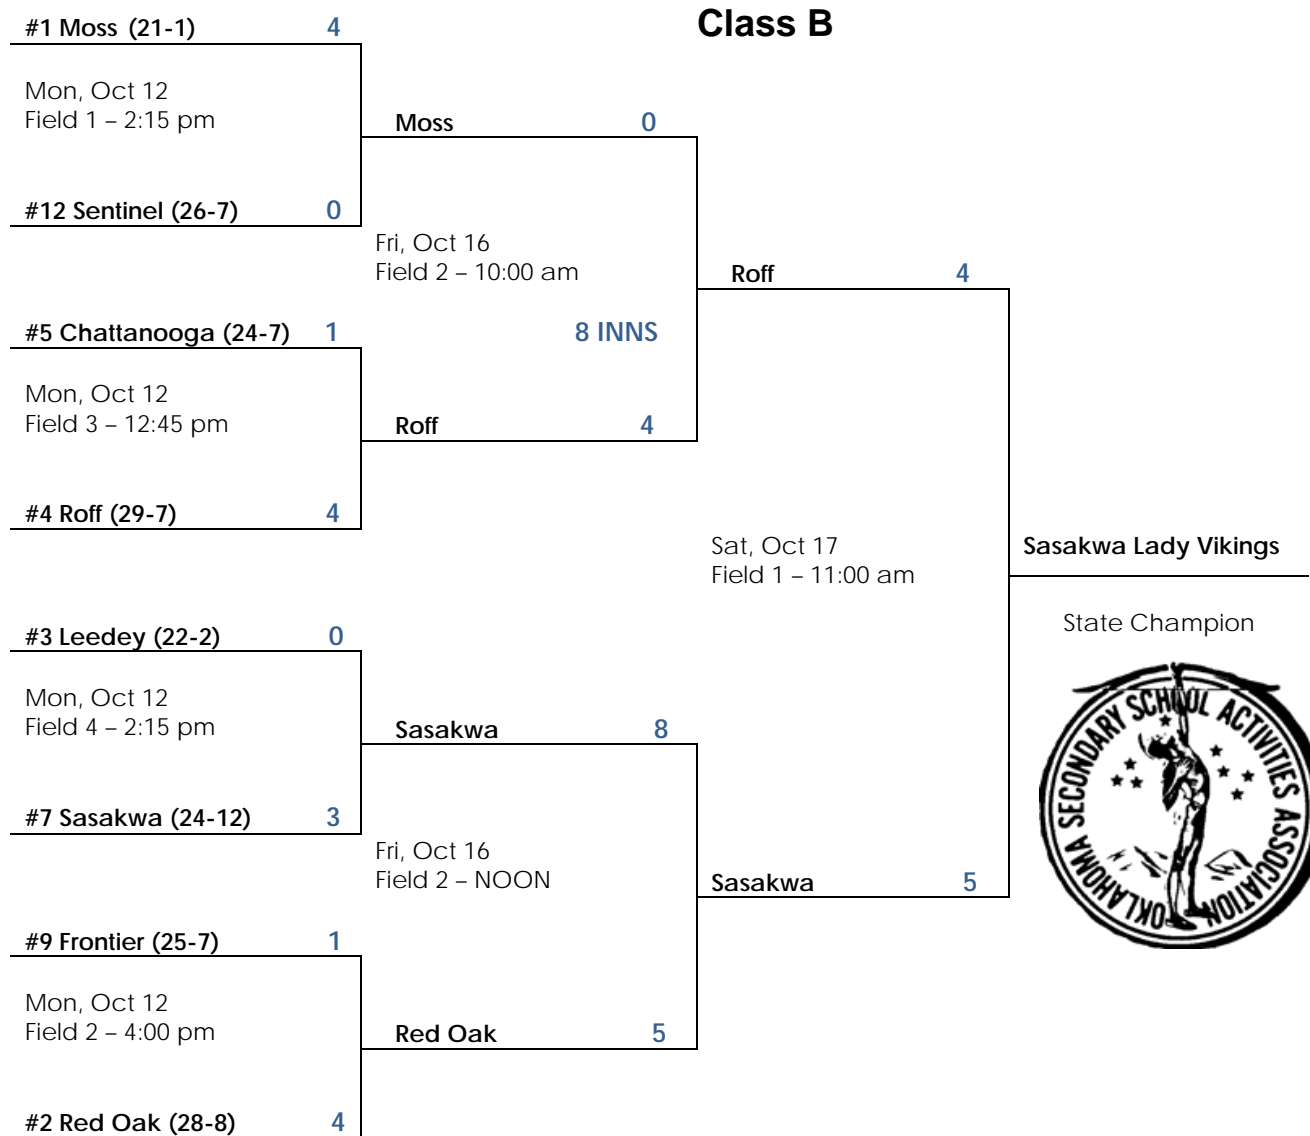 Class B
#1 Moss (21-1) 4
Mon, Oct 12
Field 1 – 2:15 pm
Moss 0
#12 Sentinel (26-7) 0
Fri, Oct 16
Field 2 – 10:00 am
Roff 4
#5 Chattanooga (24-7) 1
8 INNS
Mon, Oct 12
Field 3 – 12:45 pm
Roff 4
#4 Roff (29-7) 4
Sat, Oct 17
Field 1 – 11:00 am
Sasakwa Lady Vikings
State Champion
#3 Leedey (22-2) 0
Mon, Oct 12
Field 4 – 2:15 pm
Sasakwa 8
#7 Sasakwa (24-12) 3
Fri, Oct 16
Field 2 – NOON
Sasakwa 5
#9 Frontier (25-7) 1
Mon, Oct 12
Field 2 – 4:00 pm
Red Oak 5
#2 Red Oak (28-8) 4
OKLAHOMA SECONDARY SCHOOL ACTIVITIES ASSOCIATION